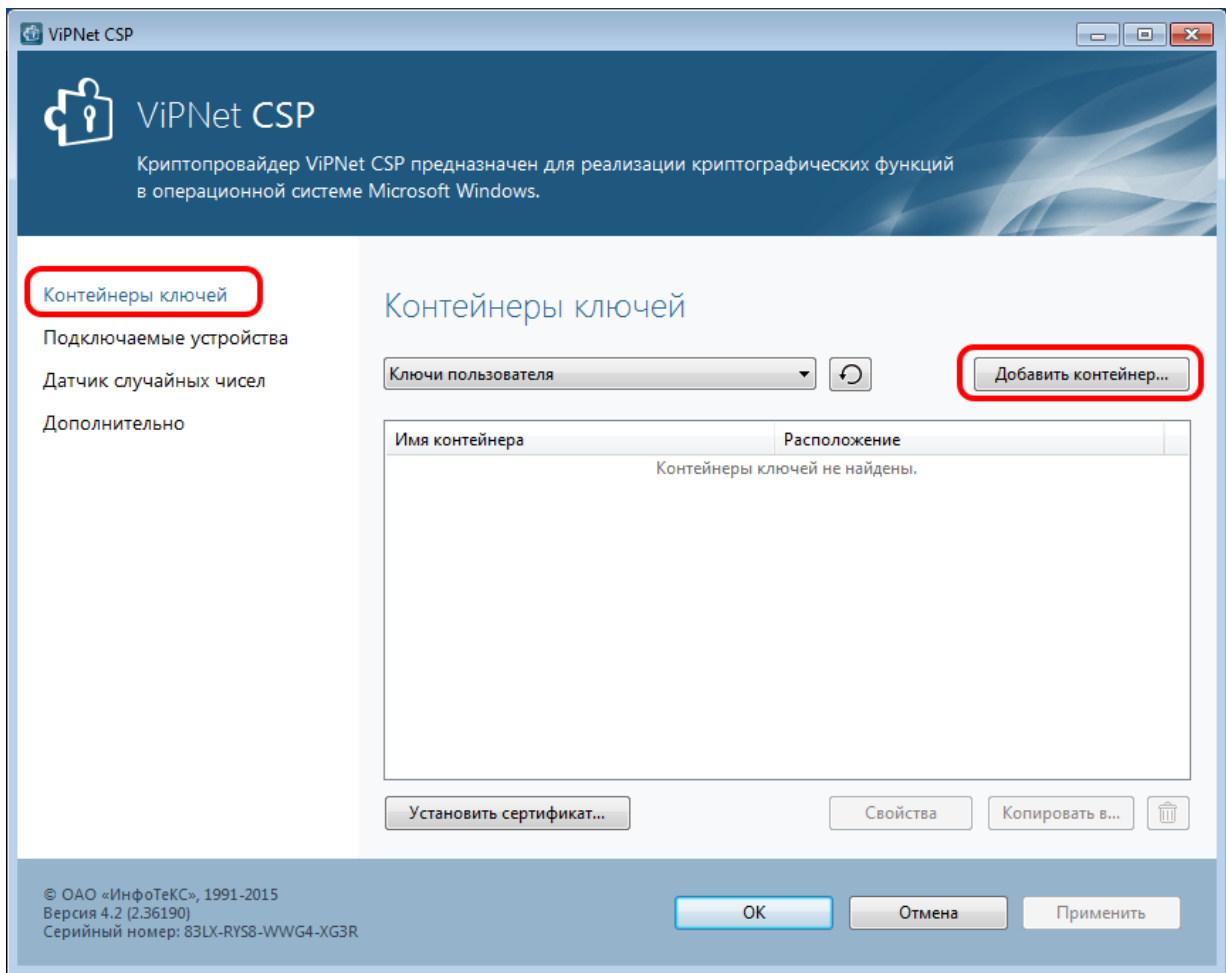 ViPNet CSP
ViPNet CSP
Криптопровайдер ViPNet CSP предназначен для реализации криптографических функций
в операционной системе Microsoft Windows.
Контейнеры ключей
Подключаемые устройства
Датчик случайных чисел
Дополнительно
Контейнеры ключей
Ключи пользователя
Добавить контейнер...
Имя контейнера Расположение
Контейнеры ключей не найдены.
Установить сертификат... Свойства Копировать в...
© ОАО «ИнфоТеКС», 1991-2015
Версия 4.2 (2.36190)
Серийный номер: 83LX-RYS8-WWG4-XG3R
OK Отмена Применить